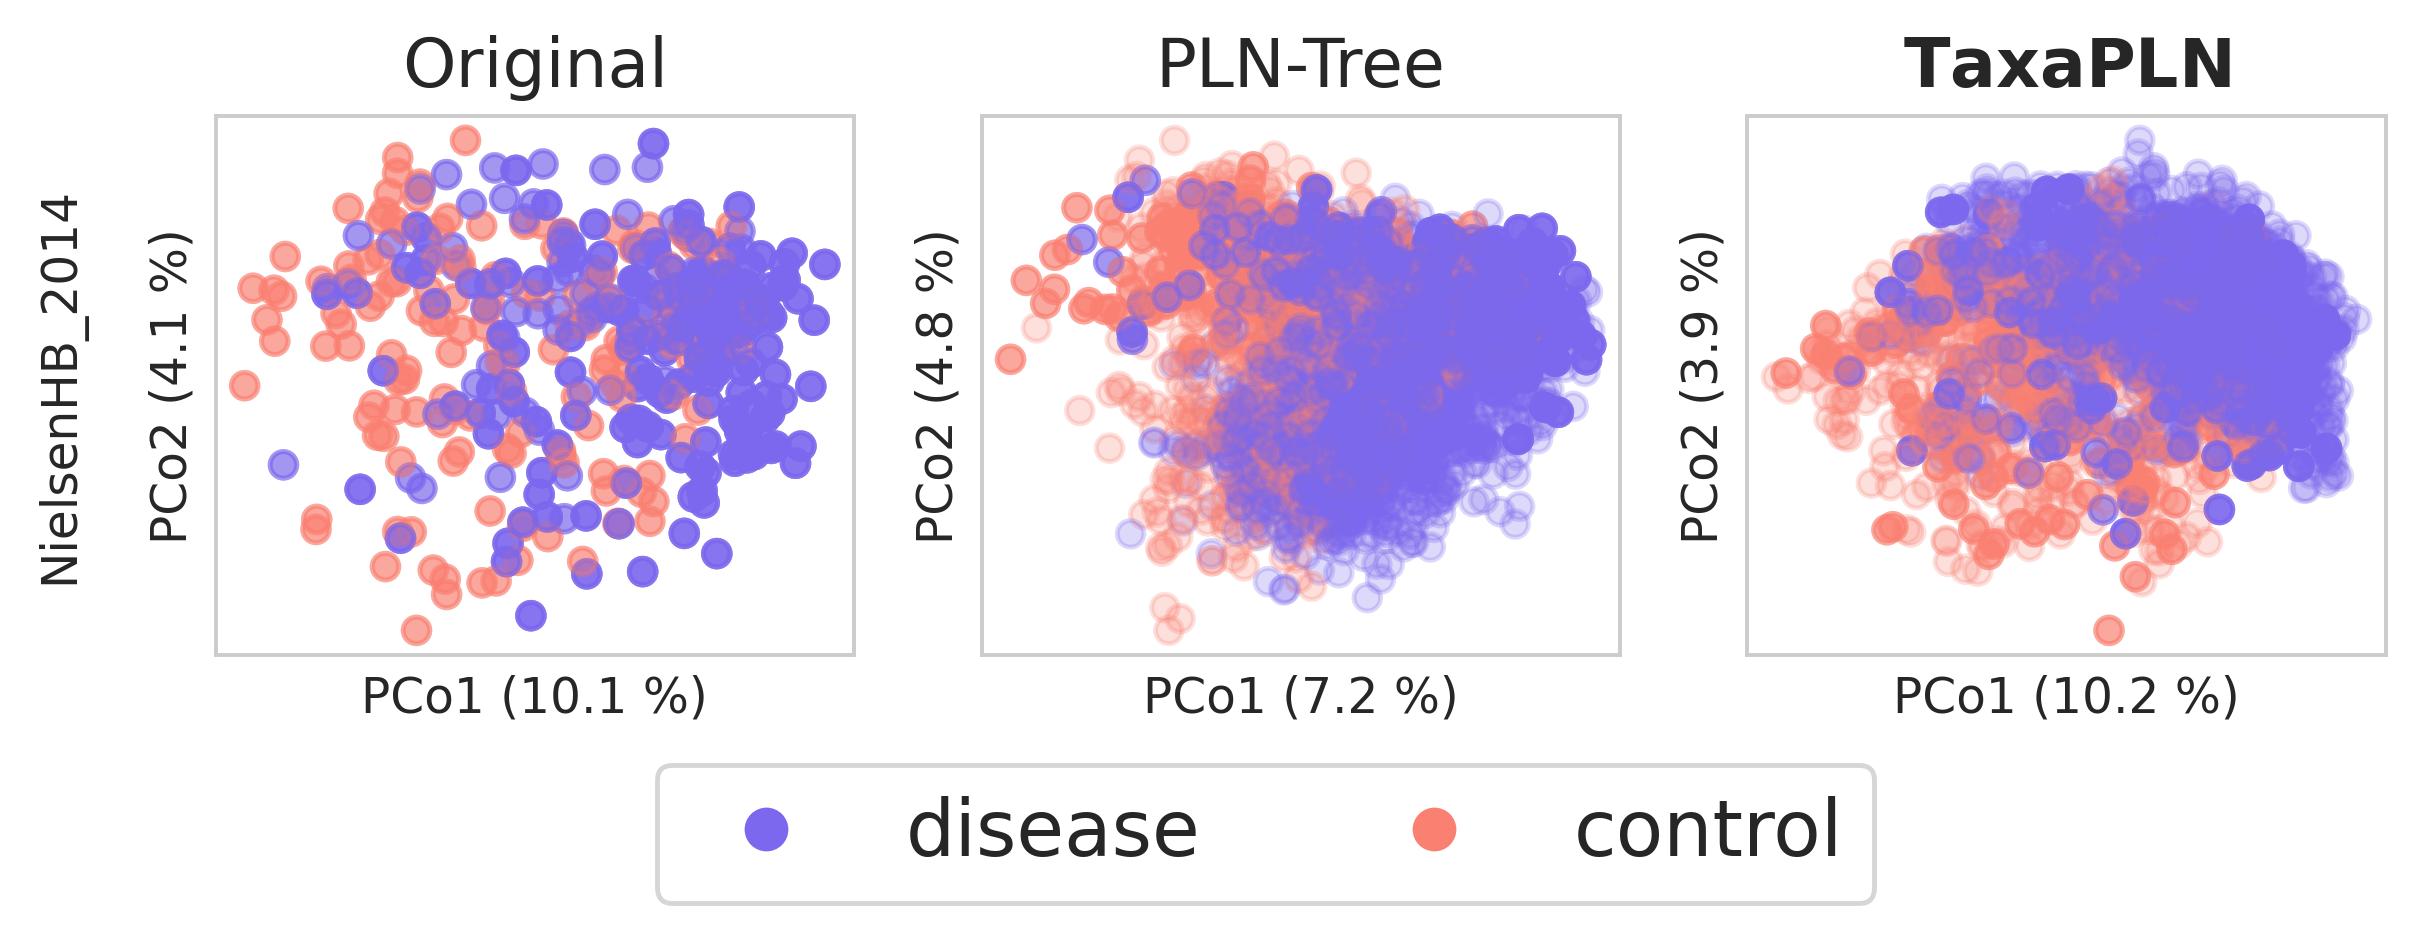 Original
PLN-Tree
TaxaPLN
NielsenHB_2014
PCo2 (4.1 %)
PCo2 (4.8 %)
PCo2 (3.9 %)
PCo1 (10.1 %)
PCo1 (7.2 %)
PCo1 (10.2 %)
disease
control